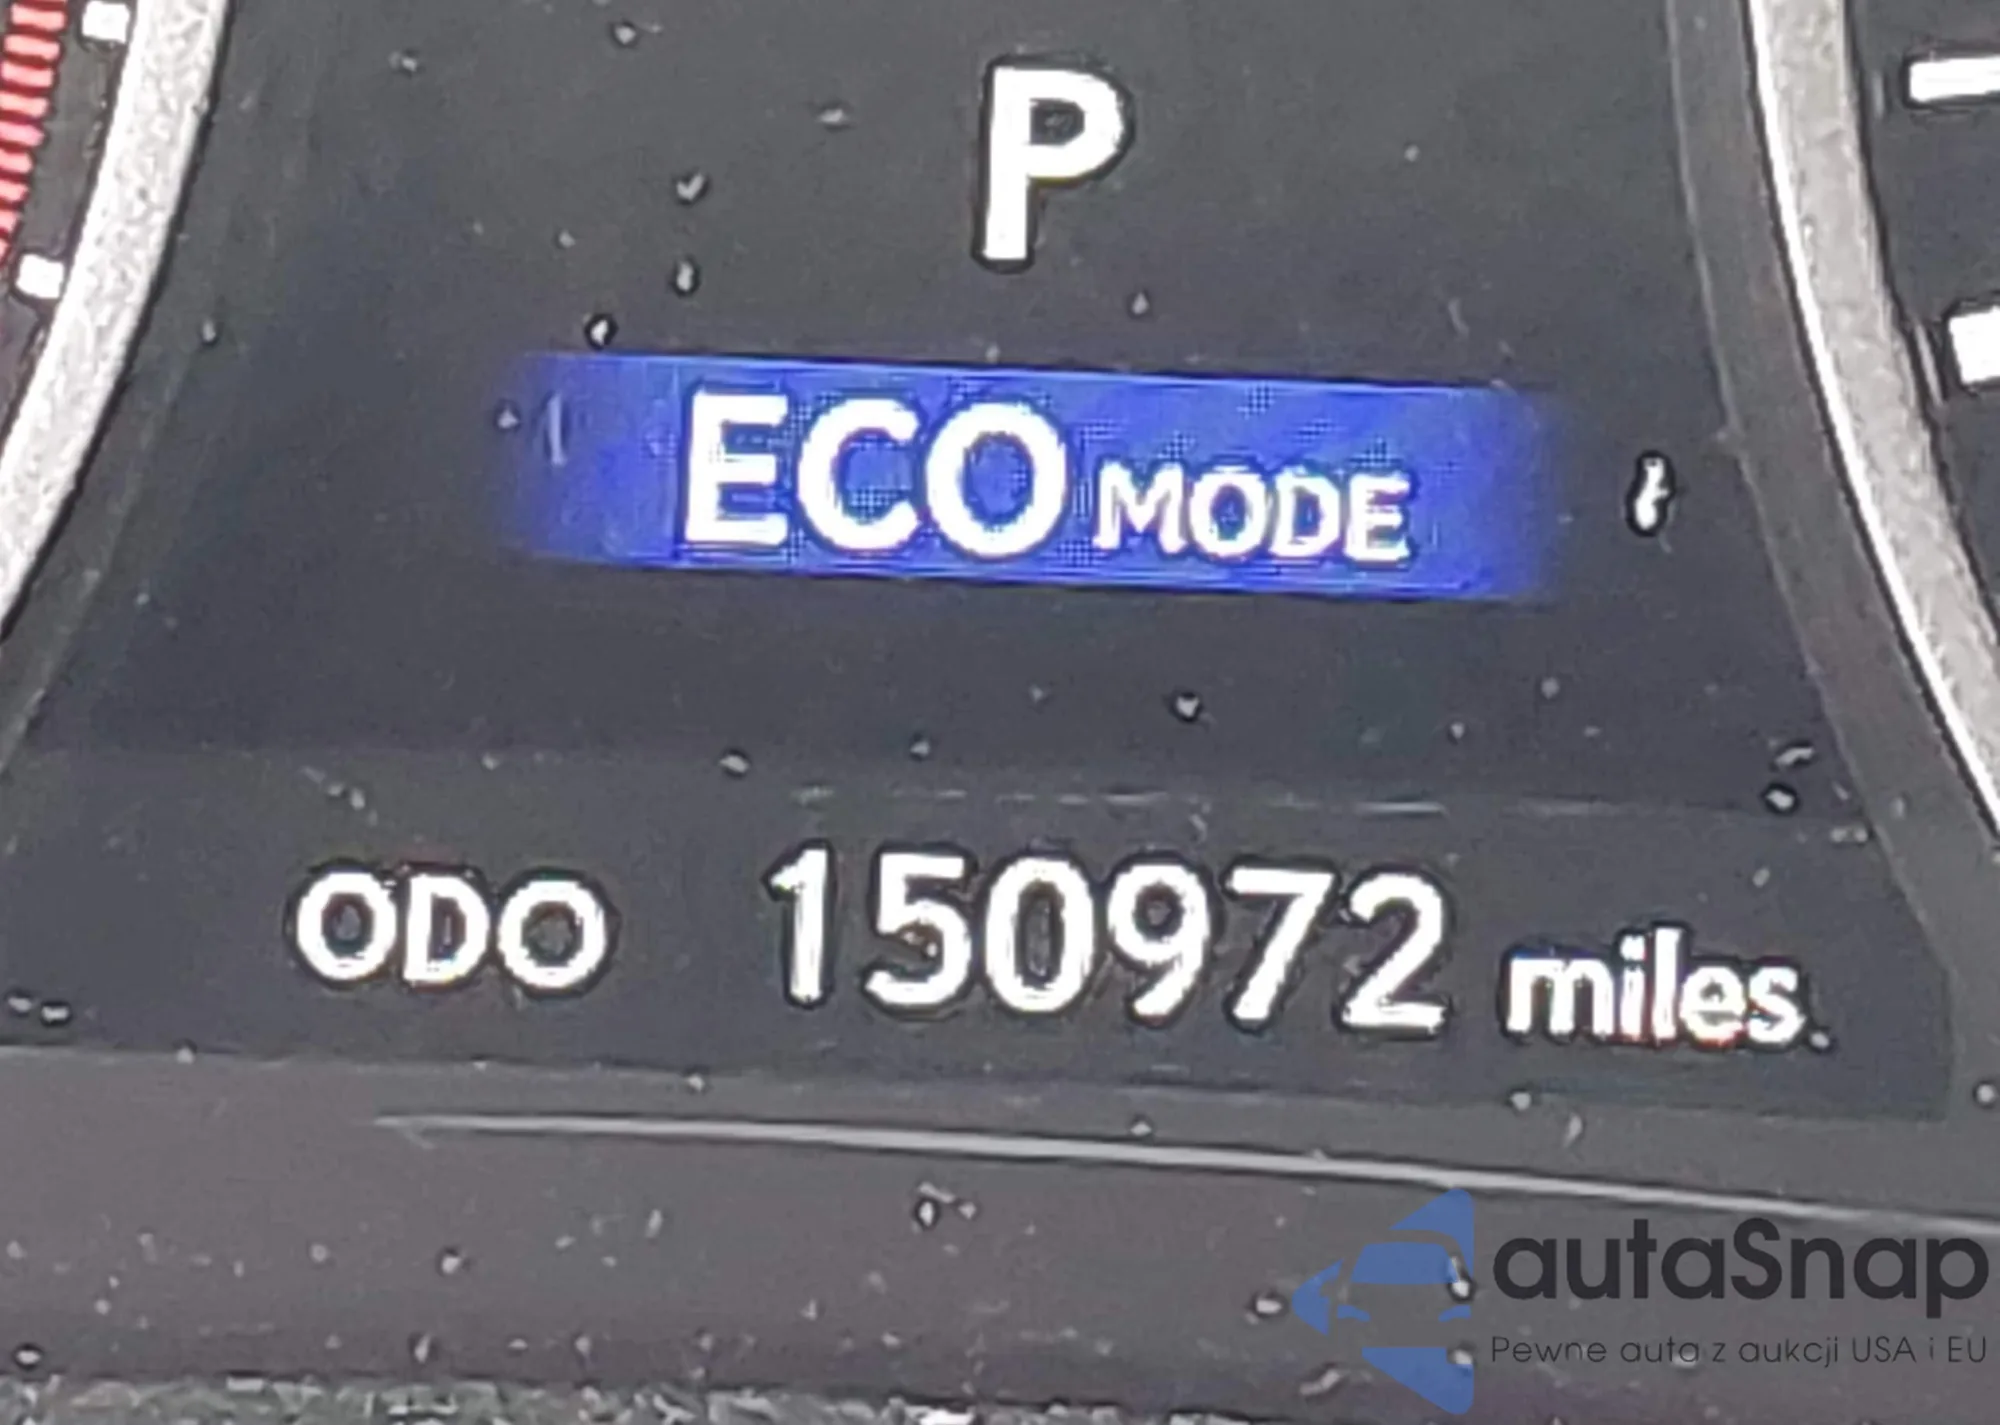 P
ECO MODE
ODO 150972 miles
autaSnap
Pewne auta z aukcji USA i EU